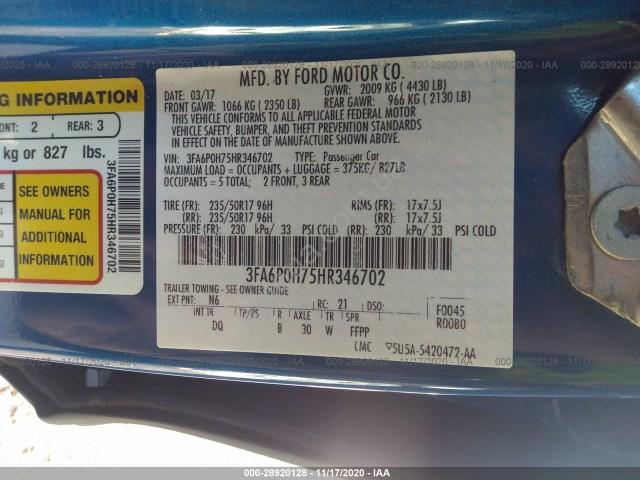 000-28920128 - 11/17/2020 - IAA
MFD. BY FORD MOTOR CO.
DATE: 03/17 GVWR: 2009 KG ( 4430 LB)
FRONT GAWR: 1066 KG ( 2350 LB) REAR GAWR: 966 KG ( 2130 LB)
THIS VEHICLE CONFORMS TO ALL APPLICABLE FEDERAL MOTOR
VEHICLE SAFETY, BUMPER, AND THEFT PREVENTION STANDARDS
IN EFFECT ON THE DATE OF MANUFACTURE SHOWN ABOVE.
VIN: 3FA6P0H75HR346702 TYPE: Passenger Car
MAXIMUM LOAD = OCCUPANTS + LUGGAGE = 375KG/ 827LB
OCCUPANTS = 5 TOTAL; 2 FRONT, 3 REAR
TIRE (FR): 235/50R17 96H RIMS (FR): 17x7.5J
(RR): 235/50R17 96H (RR): 17x7.5J
PRESSURE (FR): 230 kPa/ 33 PSI COLD (RR): 230 kPa/ 33 PSI COLD
3FA6P0H75HR346702
TRAILER TOWING - SEE OWNER GUIDE
EXT PNT: N6 RC: 21 DSO:
INT TR TP/PS R AXLE TR SPR
DQ B 30 W FFPP
F0045
R0080
CMC 5U5A-5420472-AA
G INFORMATION
FRONT: 2 REAR: 3
kg or 827 lbs.
SEE OWNERS
MANUAL FOR
ADDITIONAL
INFORMATION
3FA6P0H75HR346702
000-28920128 - 11/17/2020 - IAA